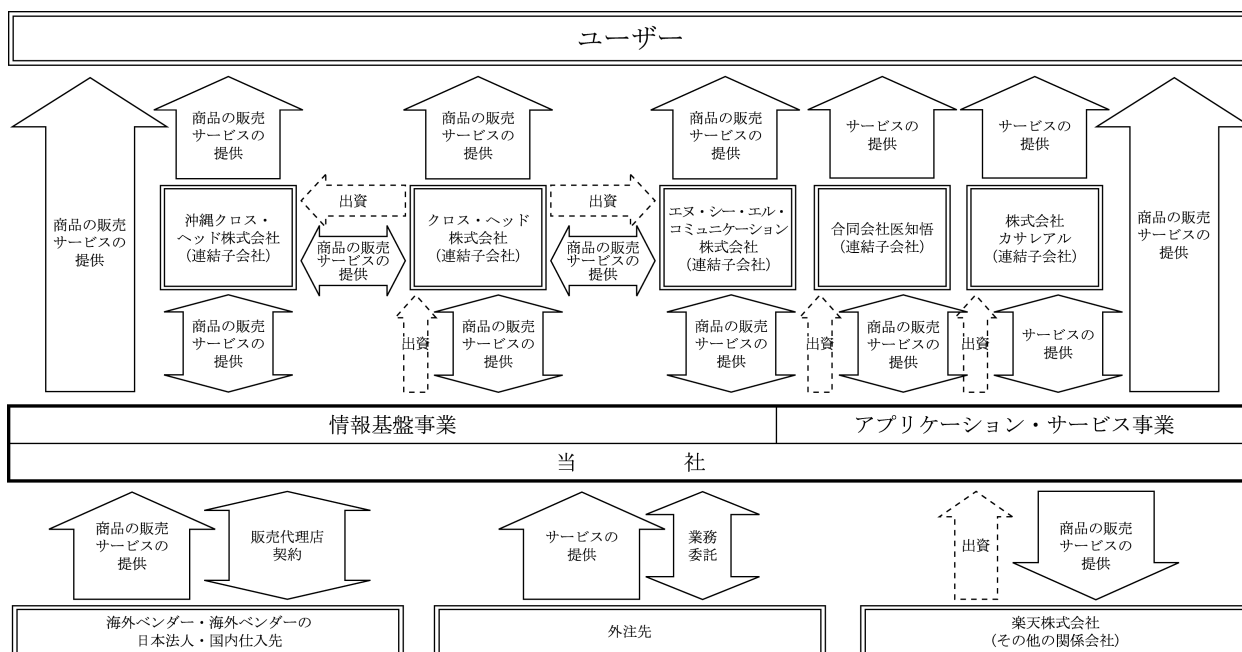 ユーザー
商品の販売
サービスの
提供
商品の販売
サービスの
提供
商品の販売
サービスの
提供
商品の販売
サービスの
提供
サービスの
提供
サービスの
提供
商品の販売
サービスの
提供
沖縄クロス・
ヘッド株式会社
(連結子会社)
出資
商品の販売
サービスの
提供
クロス・ヘッド
株式会社
(連結子会社)
出資
商品の販売
サービスの
提供
エヌ・シー・エル・
コミュニケーション
株式会社
(連結子会社)
合同会社医知悟
(連結子会社)
株式会社
カサレアル
(連結子会社)
商品の販売
サービスの
提供
出資
商品の販売
サービスの
提供
商品の販売
サービスの
提供
出資
商品の販売
サービスの
提供
出資
サービスの
提供
情報基盤事業
アプリケーション・サービス事業
当社
商品の販売
サービスの
提供
販売代理店
契約
サービスの
提供
業務
委託
出資
商品の販売
サービスの
提供
海外ベンダー・海外ベンダーの
日本法人・国内仕入先
外注先
楽天株式会社
(その他の関係会社)